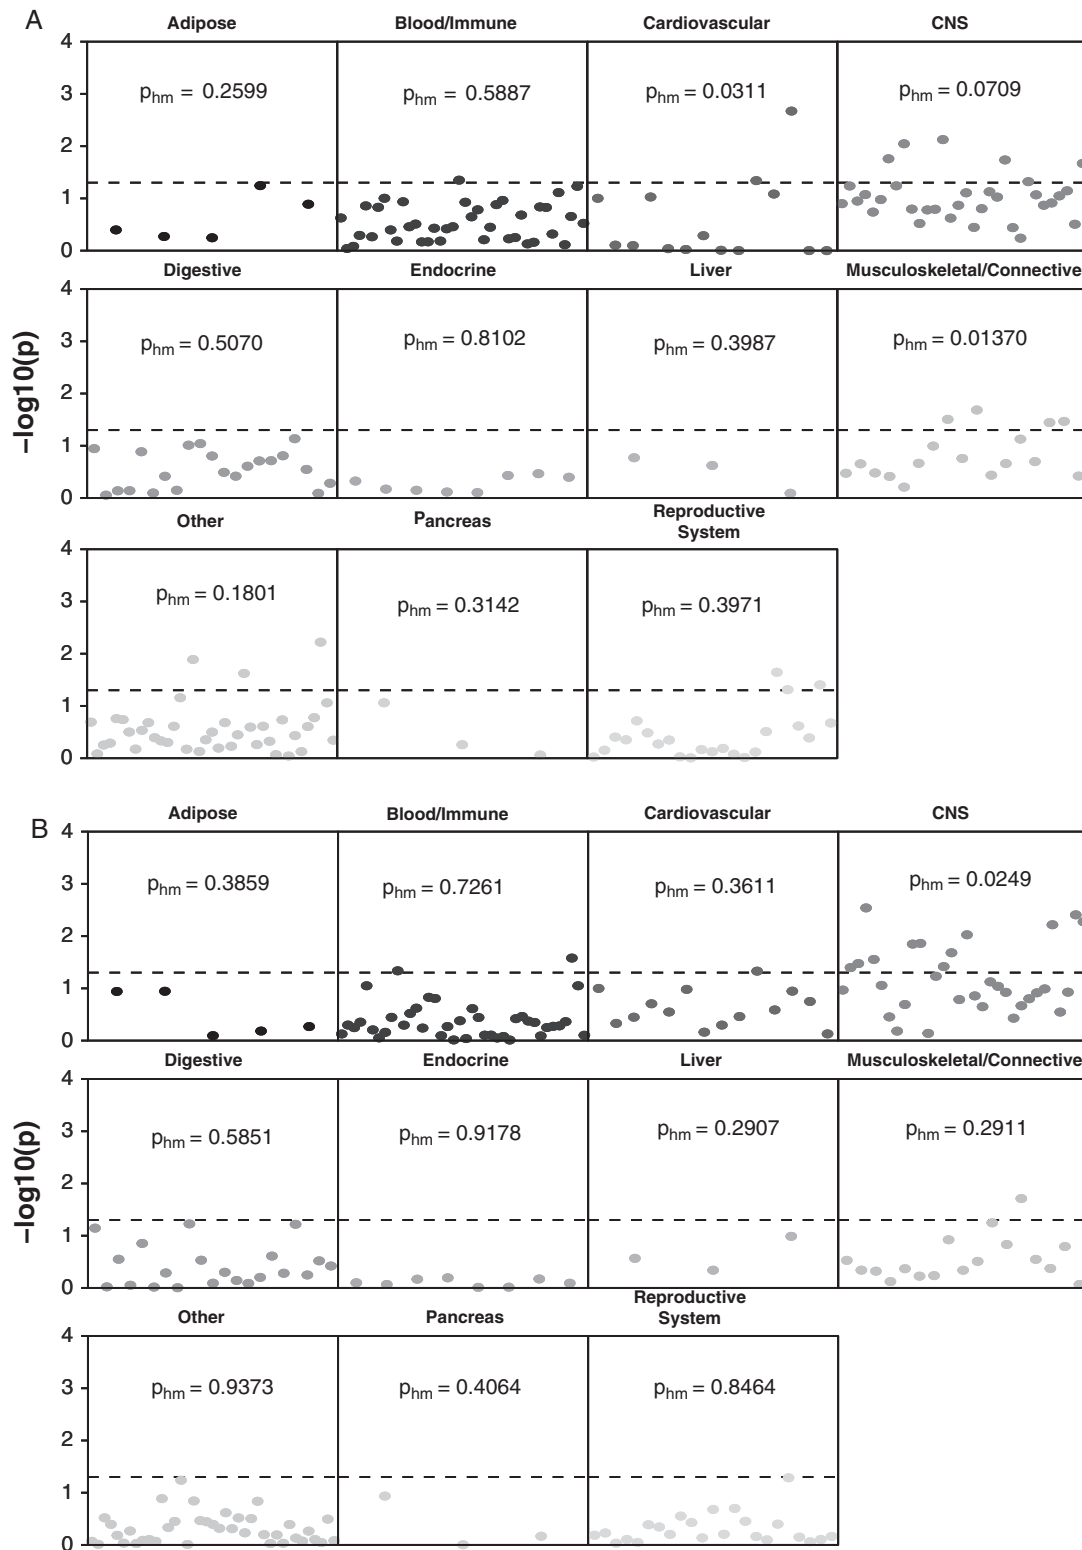 A
Adipose
Blood/Immune
Cardiovascular
CNS
4
3
2
1
0
phm = 0.2599
phm = 0.5887
phm = 0.0311
phm = 0.0709
Digestive
Endocrine
Liver
Musculoskeletal/Connective
4
3
2
1
0
phm = 0.5070
phm = 0.8102
phm = 0.3987
phm = 0.01370
−log10(p)
Other
Pancreas
Reproductive
System
4
3
2
1
0
phm = 0.1801
phm = 0.3142
phm = 0.3971
B
Adipose
Blood/Immune
Cardiovascular
CNS
4
3
2
1
0
phm = 0.3859
phm = 0.7261
phm = 0.3611
phm = 0.0249
Digestive
Endocrine
Liver
Musculoskeletal/Connective
4
3
2
1
0
phm = 0.5851
phm = 0.9178
phm = 0.2907
phm = 0.2911
−log10(p)
Other
Pancreas
Reproductive
System
4
3
2
1
0
phm = 0.9373
phm = 0.4064
phm = 0.8464